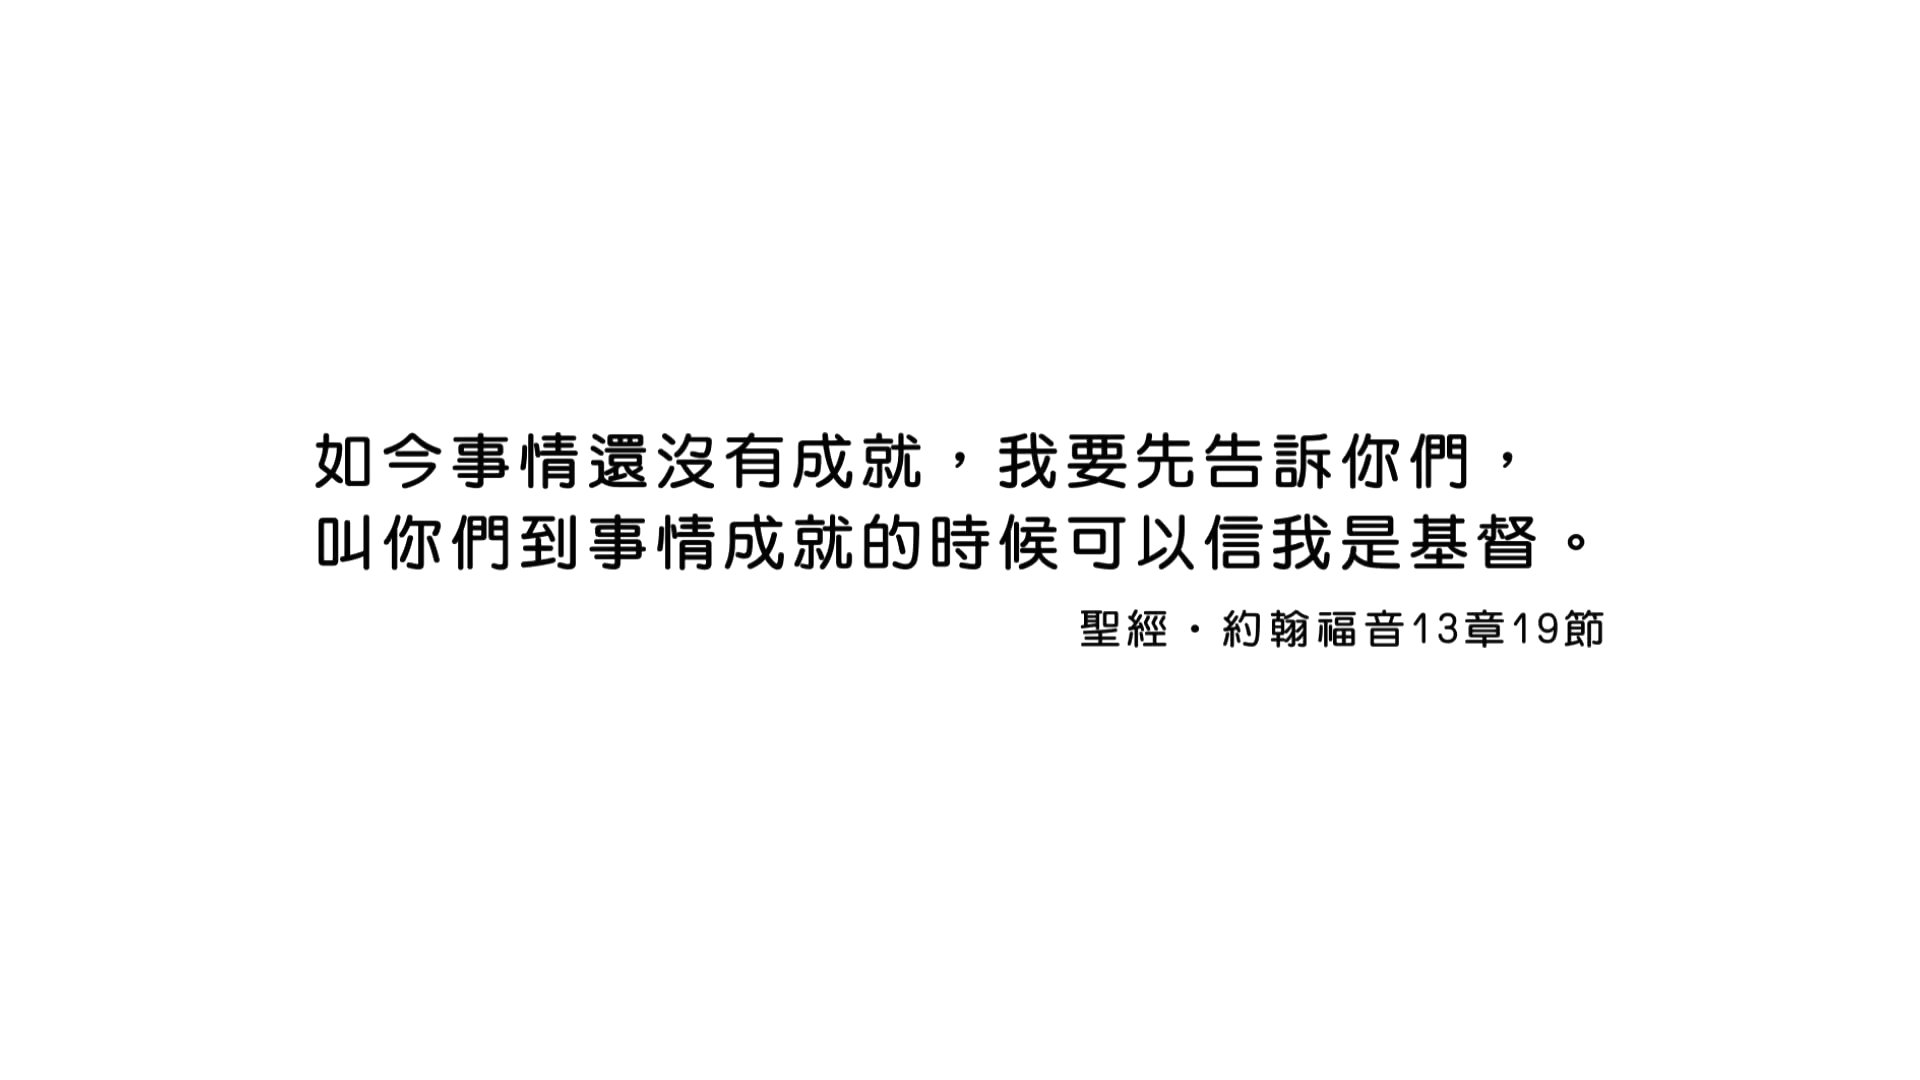 如今事情還沒有成就，我要先告訴你們，
叫你們到事情成就的時候可以信我是基督。
聖經・約翰福音13章19節